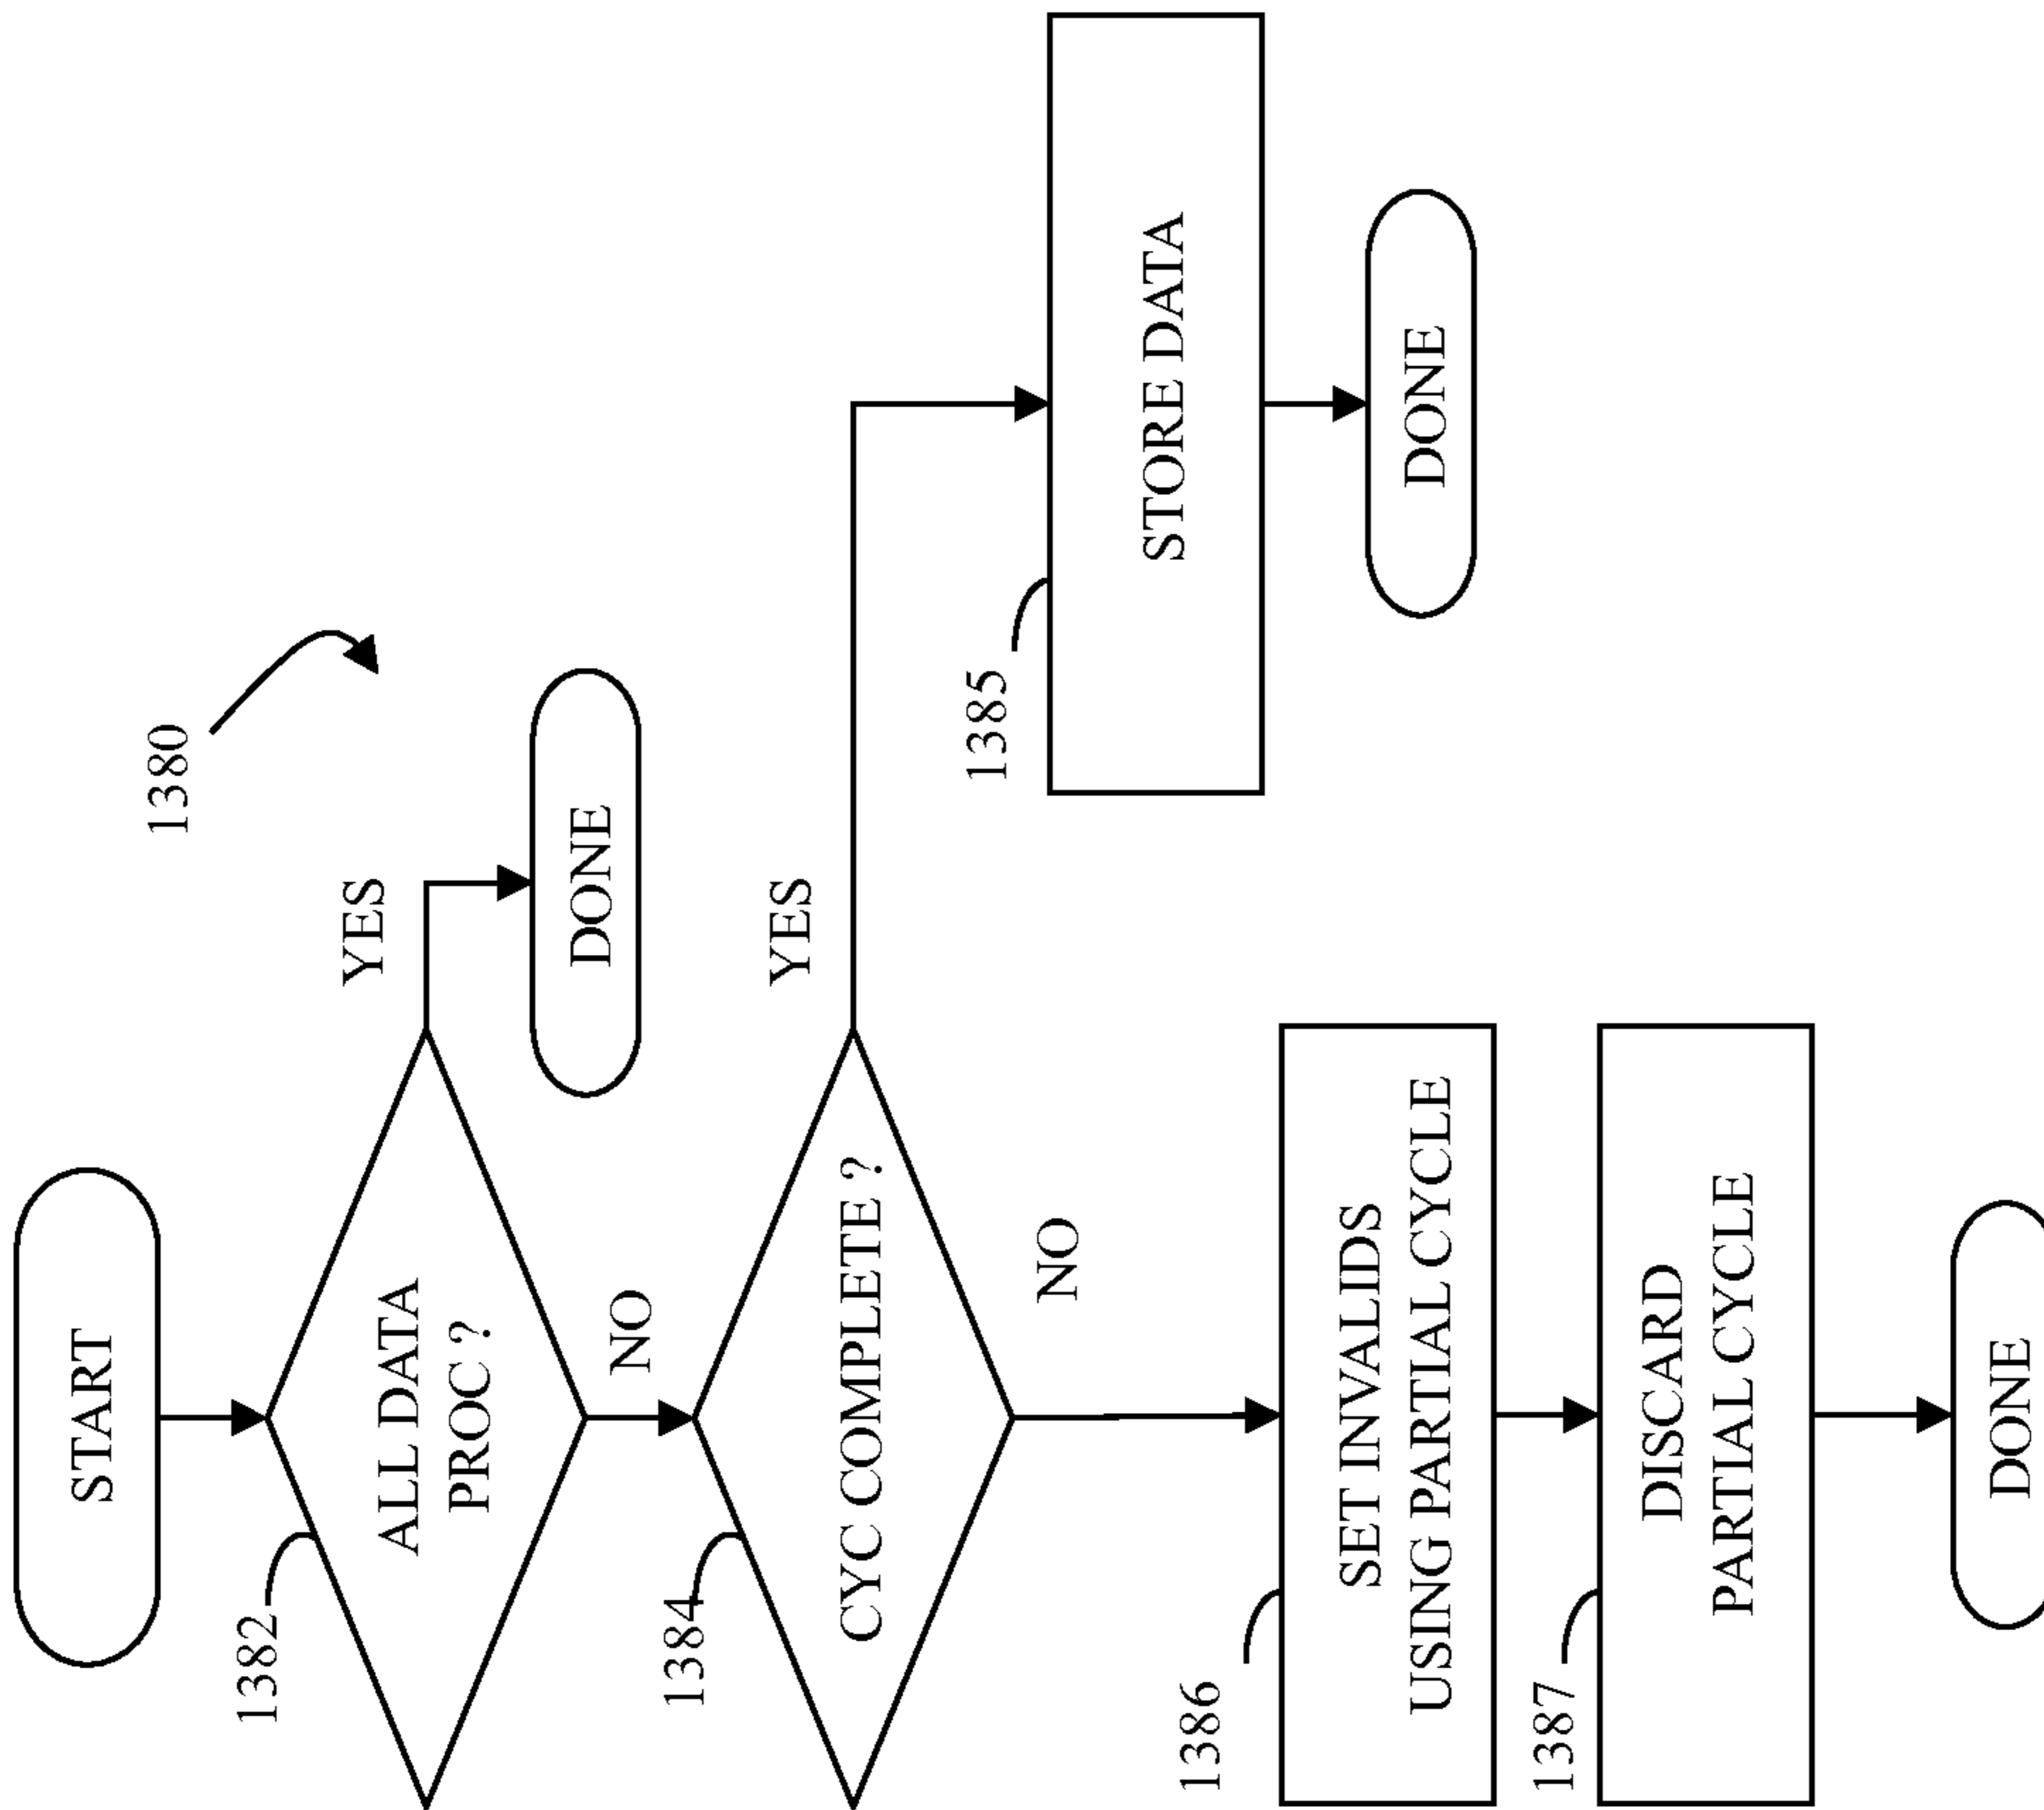 START
1380
1382
ALL DATA
PROC ?
YES
DONE
NO
1384
CYC COMPLETE ?
YES
NO
1385
STORE DATA
DONE
1386
SET INVALIDS
USING PARTIAL CYCLE
1387
DISCARD
PARTIAL CYCLE
DONE